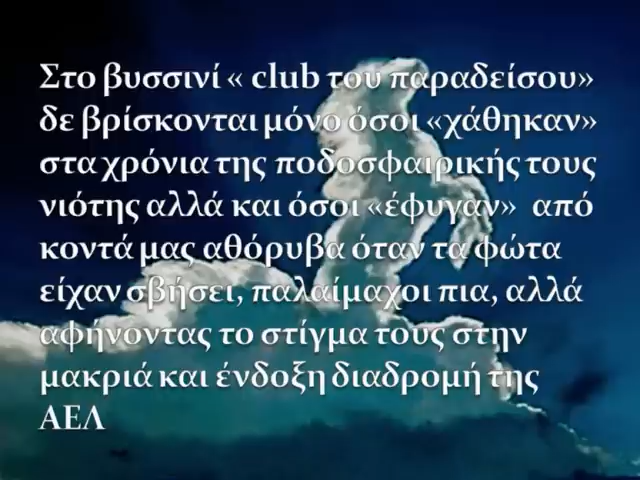 Στο βυσσινί « club του παραδείσου»
δε βρίσκονται μόνο όσοι «χάθηκαν»
στα χρόνια της ποδοσφαιρικής τους
νιότης αλλά και όσοι «έφυγαν» από
κοντά μας αθόρυβα όταν τα φώτα
είχαν σβήσει, παλαίμαχοι πια, αλλά
αφήνοντας το στίγμα τους στην
μακριά και ένδοξη διαδρομή της
ΑΕΛ